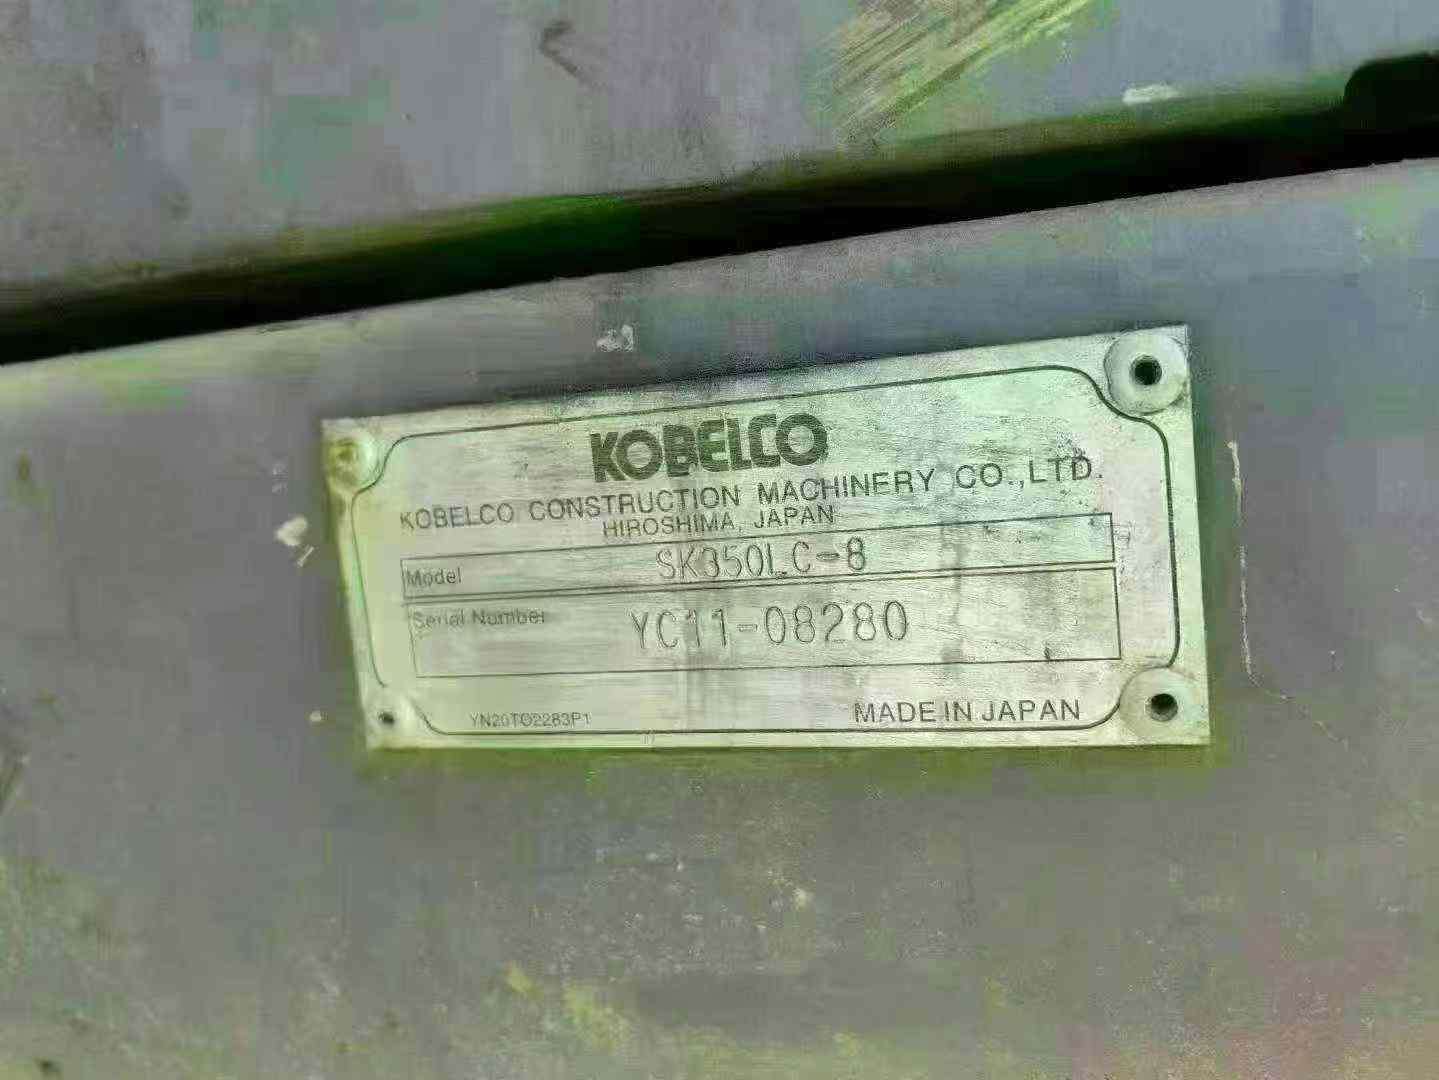 KOBELCO
KOBELCO CONSTRUCTION MACHINERY CO.,LTD.
HIROSHIMA, JAPAN
Model SK350LC-8
Serial Number YC11-08280
YN20T02283P1 MADE IN JAPAN